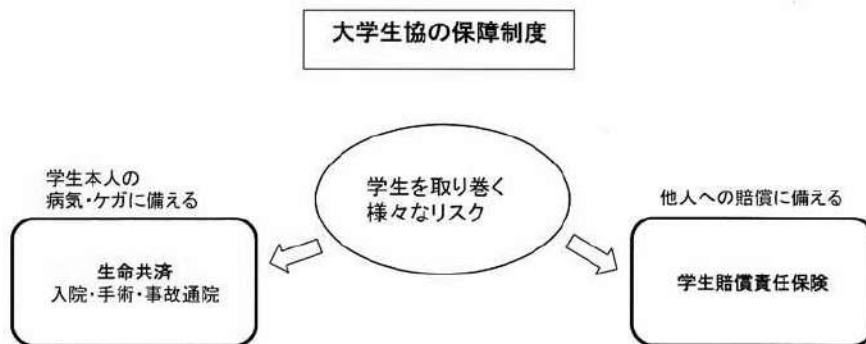 大学生協の保障制度
学生を取り巻く
様々なリスク
学生本人の
病気・ケガに備える
生命共済
入院・手術・事故通院
他人への賠償に備える
学生賠償責任保険